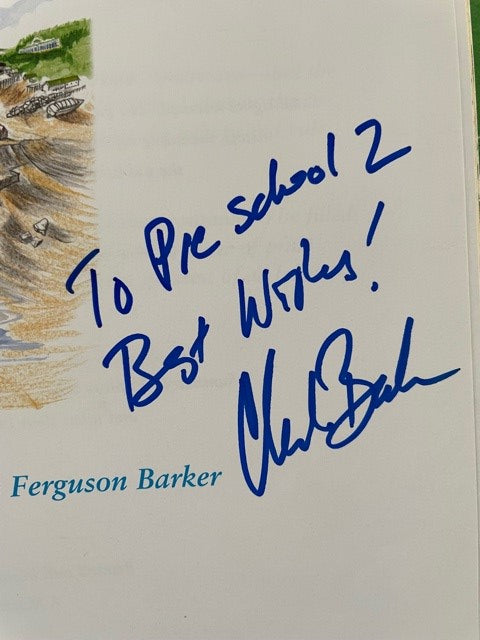 To Pre school 2
Best Wishes!
Ferguson Barker